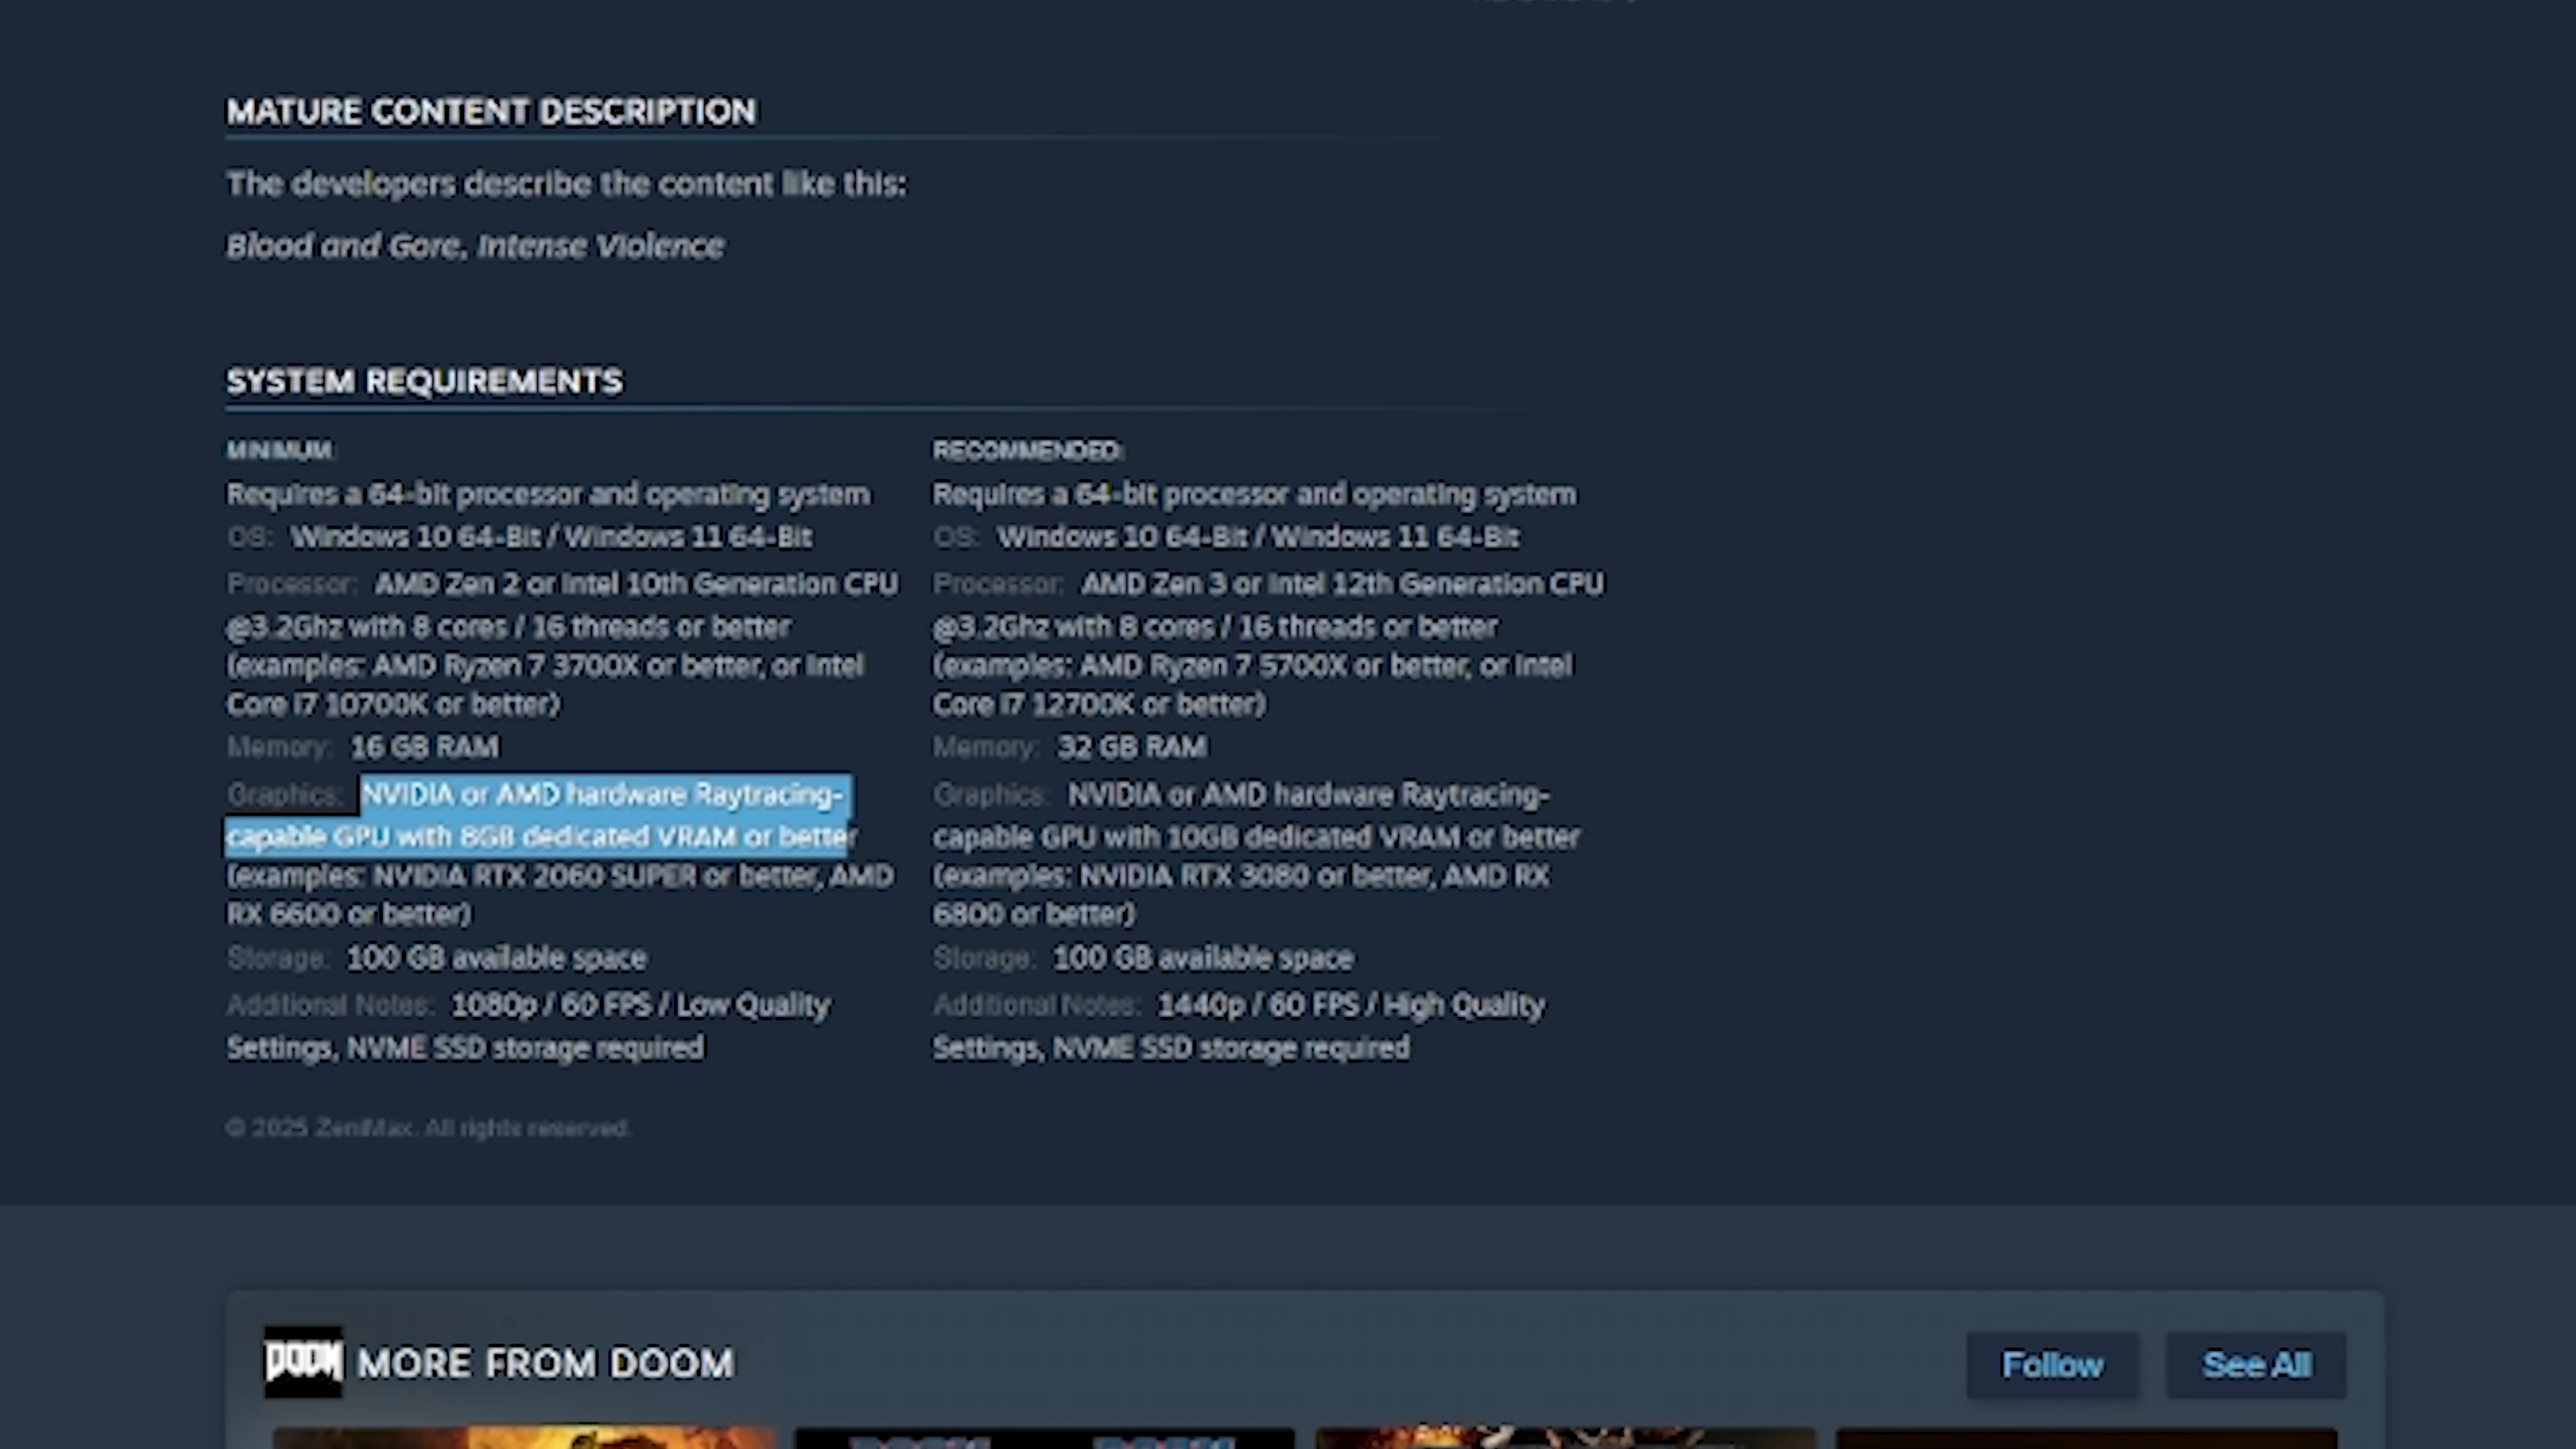 MATURE CONTENT DESCRIPTION
The developers describe the content like this:
Blood and Gore, Intense Violence
SYSTEM REQUIREMENTS
MINIMUM:
Requires a 64-bit processor and operating system
OS: Windows 10 64-Bit / Windows 11 64-Bit
Processor: AMD Zen 2 or Intel 10th Generation CPU
@3.2Ghz with 8 cores / 16 threads or better
(examples: AMD Ryzen 7 3700X or better, or Intel
Core i7 10700K or better)
Memory: 16 GB RAM
Graphics: NVIDIA or AMD hardware Raytracing-
capable GPU with 8GB dedicated VRAM or better
(examples: NVIDIA RTX 2060 SUPER or better, AMD
RX 6600 or better)
Storage: 100 GB available space
Additional Notes: 1080p / 60 FPS / Low Quality
Settings, NVME SSD storage required
RECOMMENDED:
Requires a 64-bit processor and operating system
OS: Windows 10 64-Bit / Windows 11 64-Bit
Processor: AMD Zen 3 or Intel 12th Generation CPU
@3.2Ghz with 8 cores / 16 threads or better
(examples: AMD Ryzen 7 5700X or better, or Intel
Core i7 12700K or better)
Memory: 32 GB RAM
Graphics: NVIDIA or AMD hardware Raytracing-
capable GPU with 10GB dedicated VRAM or better
(examples: NVIDIA RTX 3080 or better, AMD RX
6800 or better)
Storage: 100 GB available space
Additional Notes: 1440p / 60 FPS / High Quality
Settings, NVME SSD storage required
© 2025 ZeniMax. All rights reserved.
DOOM
MORE FROM DOOM
Follow
See All